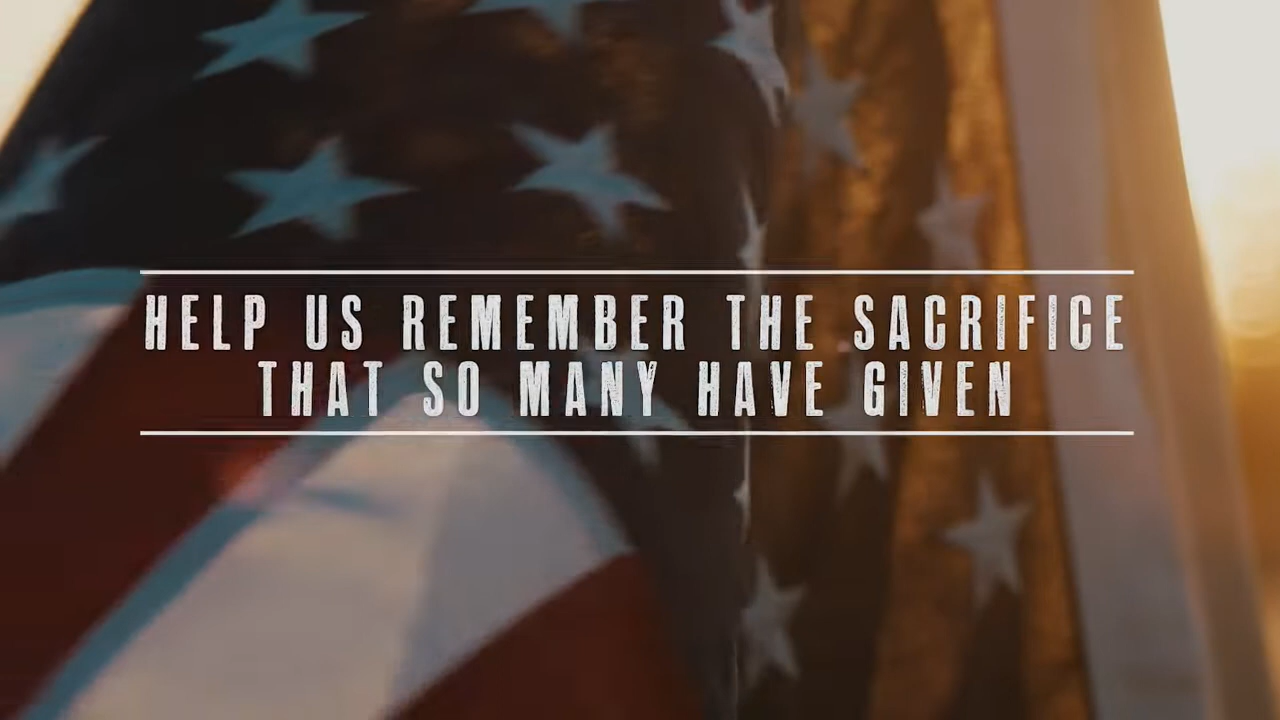 HELP US REMEMBER THE SACRIFICE
THAT SO MANY HAVE GIVEN